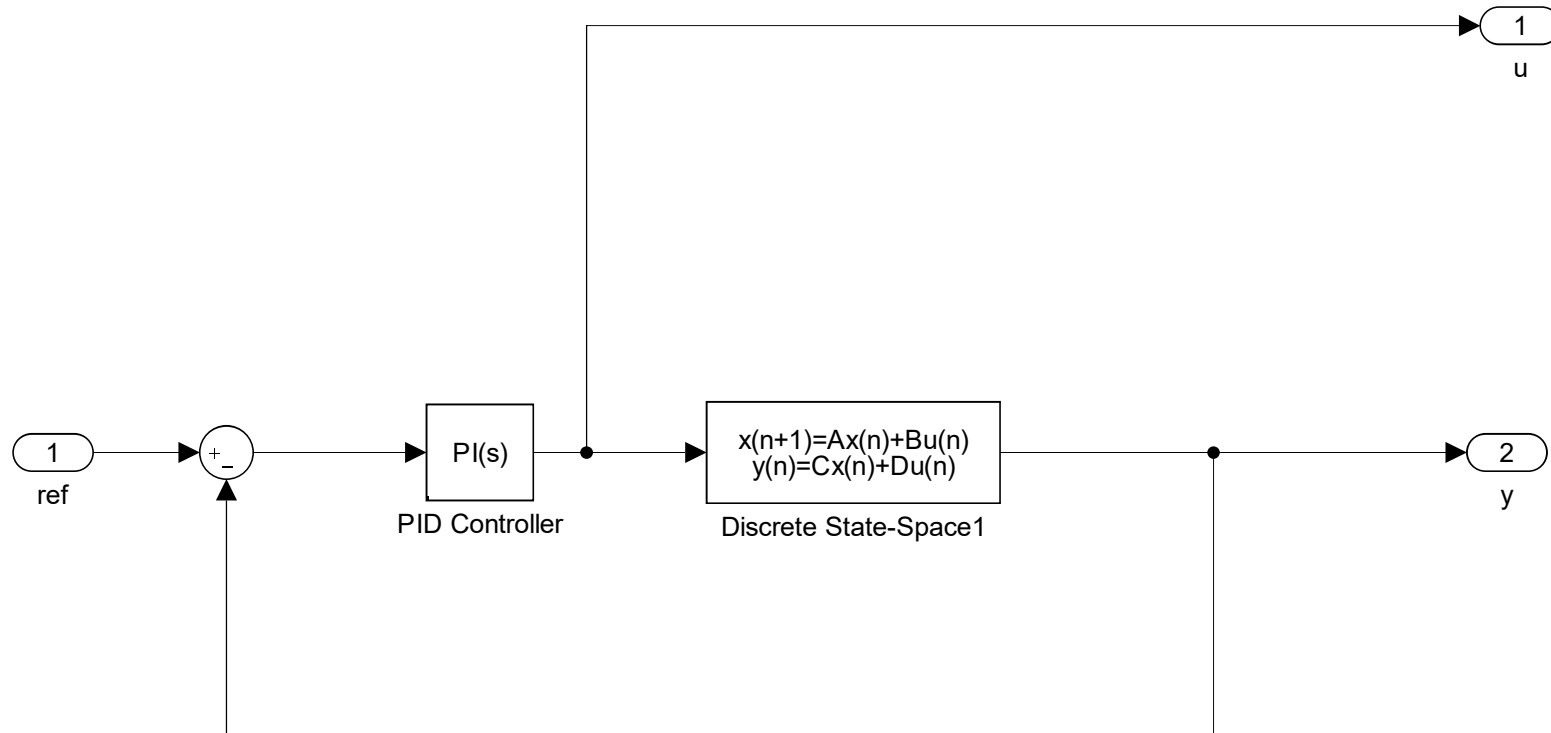 1
u
1
ref
+
−
PI(s)
PID Controller
x(n+1)=Ax(n)+Bu(n)
y(n)=Cx(n)+Du(n)
Discrete State-Space1
2
y